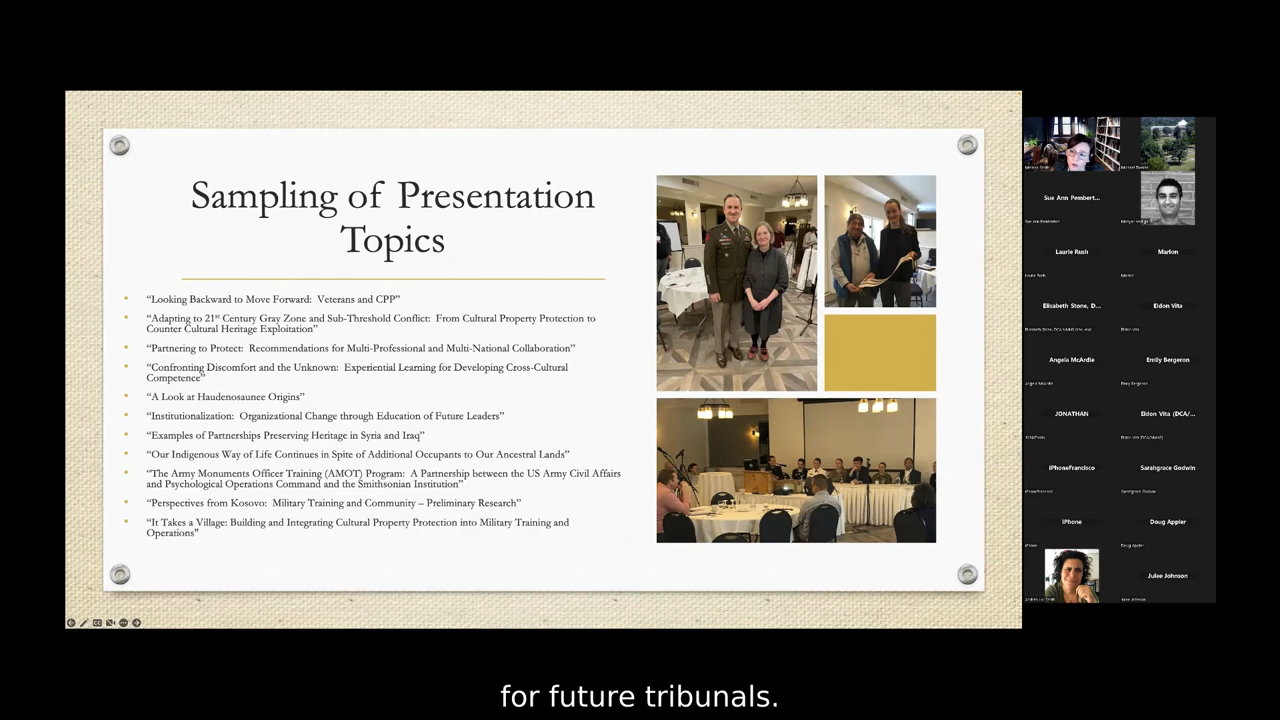 Sampling of Presentation
Topics
“Looking Backward to Move Forward:  Veterans and CPP”
“Adapting to 21st Century Gray Zone and Sub-Threshold Conflict:  From Cultural Property Protection to
Counter Cultural Heritage Exploitation”
“Partnering to Protect:  Recommendations for Multi-Professional and Multi-National Collaboration”
“Confronting Discomfort and the Unknown:  Experiential Learning for Developing Cross-Cultural
Competence”
“A Look at Haudenosaunee Origins”
“Institutionalization:  Organizational Change through Education of Future Leaders”
“Examples of Partnerships Preserving Heritage in Syria and Iraq”
“Our Indigenous Way of Life Continues in Spite of Additional Occupants to Our Ancestral Lands”
“The Army Monuments Officer Training (AMOT) Program:  A Partnership between the US Army Civil Affairs
and Psychological Operations Command and the Smithsonian Institution”
“Perspectives from Kosovo:  Military Training and Community – Preliminary Research”
“It Takes a Village: Building and Integrating Cultural Property Protection into Military Training and
Operations”
Sue Ann Pembert...
Laurie Rush
Marlon
Elisabeth Stone, D...
Eldon Vita
Angela McArdle
Emily Bergeron
JONATHAN
Eldon Vita (DCA/...
iPhoneFrancisco
Sarahgrace Godwin
iPhone
Doug Appler
Julee Johnson
for future tribunals.